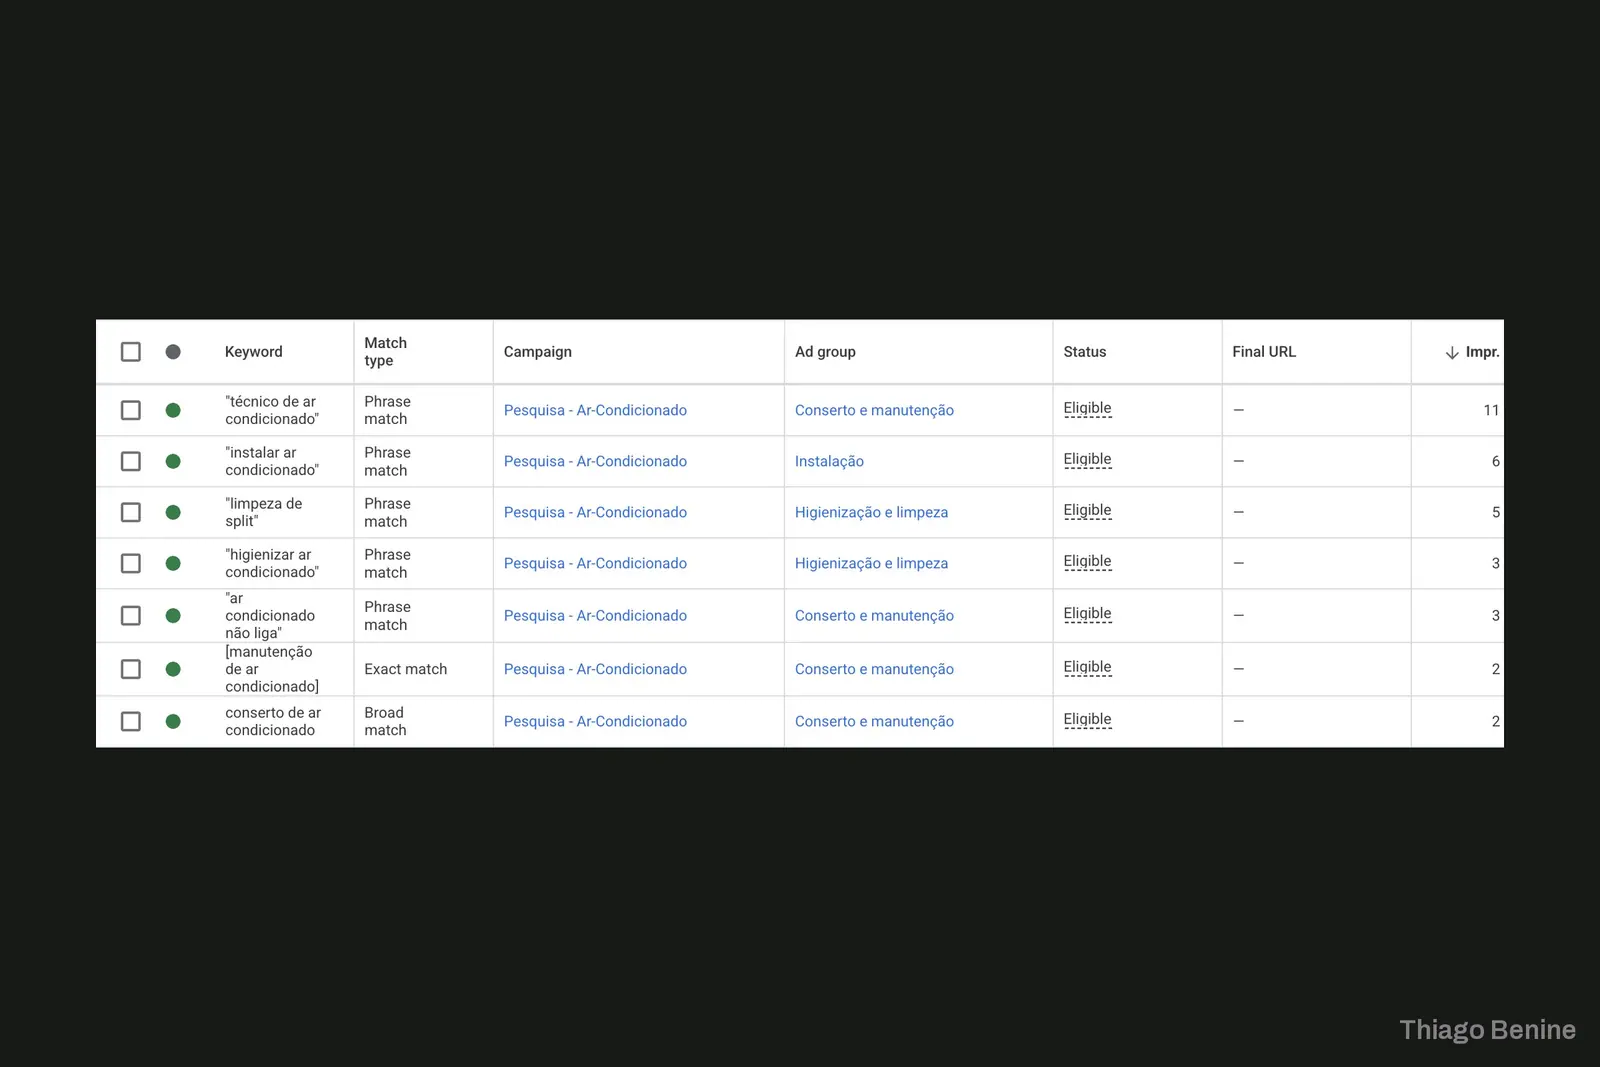 Keyword Match type Campaign Ad group Status Final URL ↓ Impr.
"técnico de ar condicionado" Phrase match Pesquisa - Ar-Condicionado Conserto e manutenção Eligible — 11
"instalar ar condicionado" Phrase match Pesquisa - Ar-Condicionado Instalação Eligible — 6
"limpeza de split" Phrase match Pesquisa - Ar-Condicionado Higienização e limpeza Eligible — 5
"higienizar ar condicionado" Phrase match Pesquisa - Ar-Condicionado Higienização e limpeza Eligible — 3
"ar condicionado não liga" Phrase match Pesquisa - Ar-Condicionado Conserto e manutenção Eligible — 3
[manutenção de ar condicionado] Exact match Pesquisa - Ar-Condicionado Conserto e manutenção Eligible — 2
conserto de ar condicionado Broad match Pesquisa - Ar-Condicionado Conserto e manutenção Eligible — 2
Thiago Benine